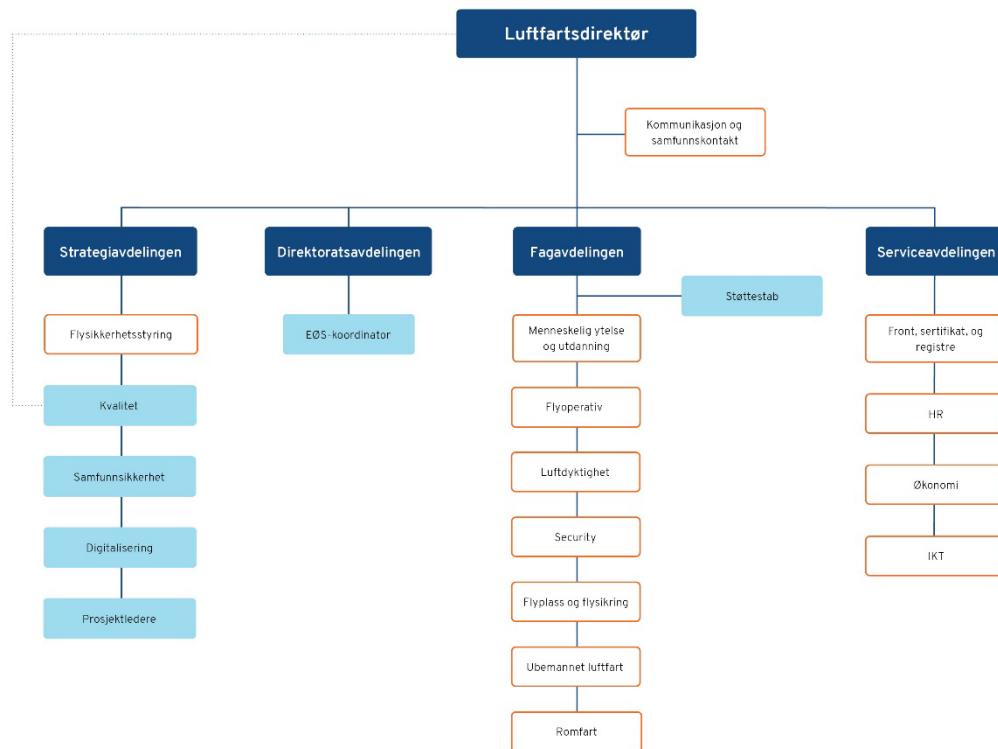 Luftfartsdirektør
Kommunikasjon og
samfunnskontakt
Strategiavdelingen
Direktoratsavdelingen
Fagavdelingen
Serviceavdelingen
Støttestab
Flysikkerhetsstyring
EØS-koordinator
Menneskelig ytelse
og utdanning
Front, sertifikat, og
registre
Kvalitet
Flyoperativ
HR
Samfunnsikkerhet
Luftdyktighet
Økonomi
Digitalisering
Security
IKT
Prosjektledere
Flyplass og flysikring
Ubemannet luftfart
Romfart